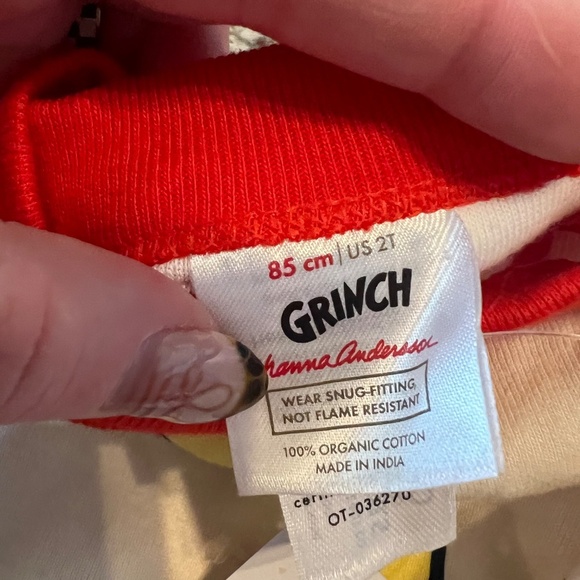 85 cm | US 2T
GRINCH
hanna andersson
WEAR SNUG-FITTING
NOT FLAME RESISTANT
100% ORGANIC COTTON
MADE IN INDIA
OT-036270